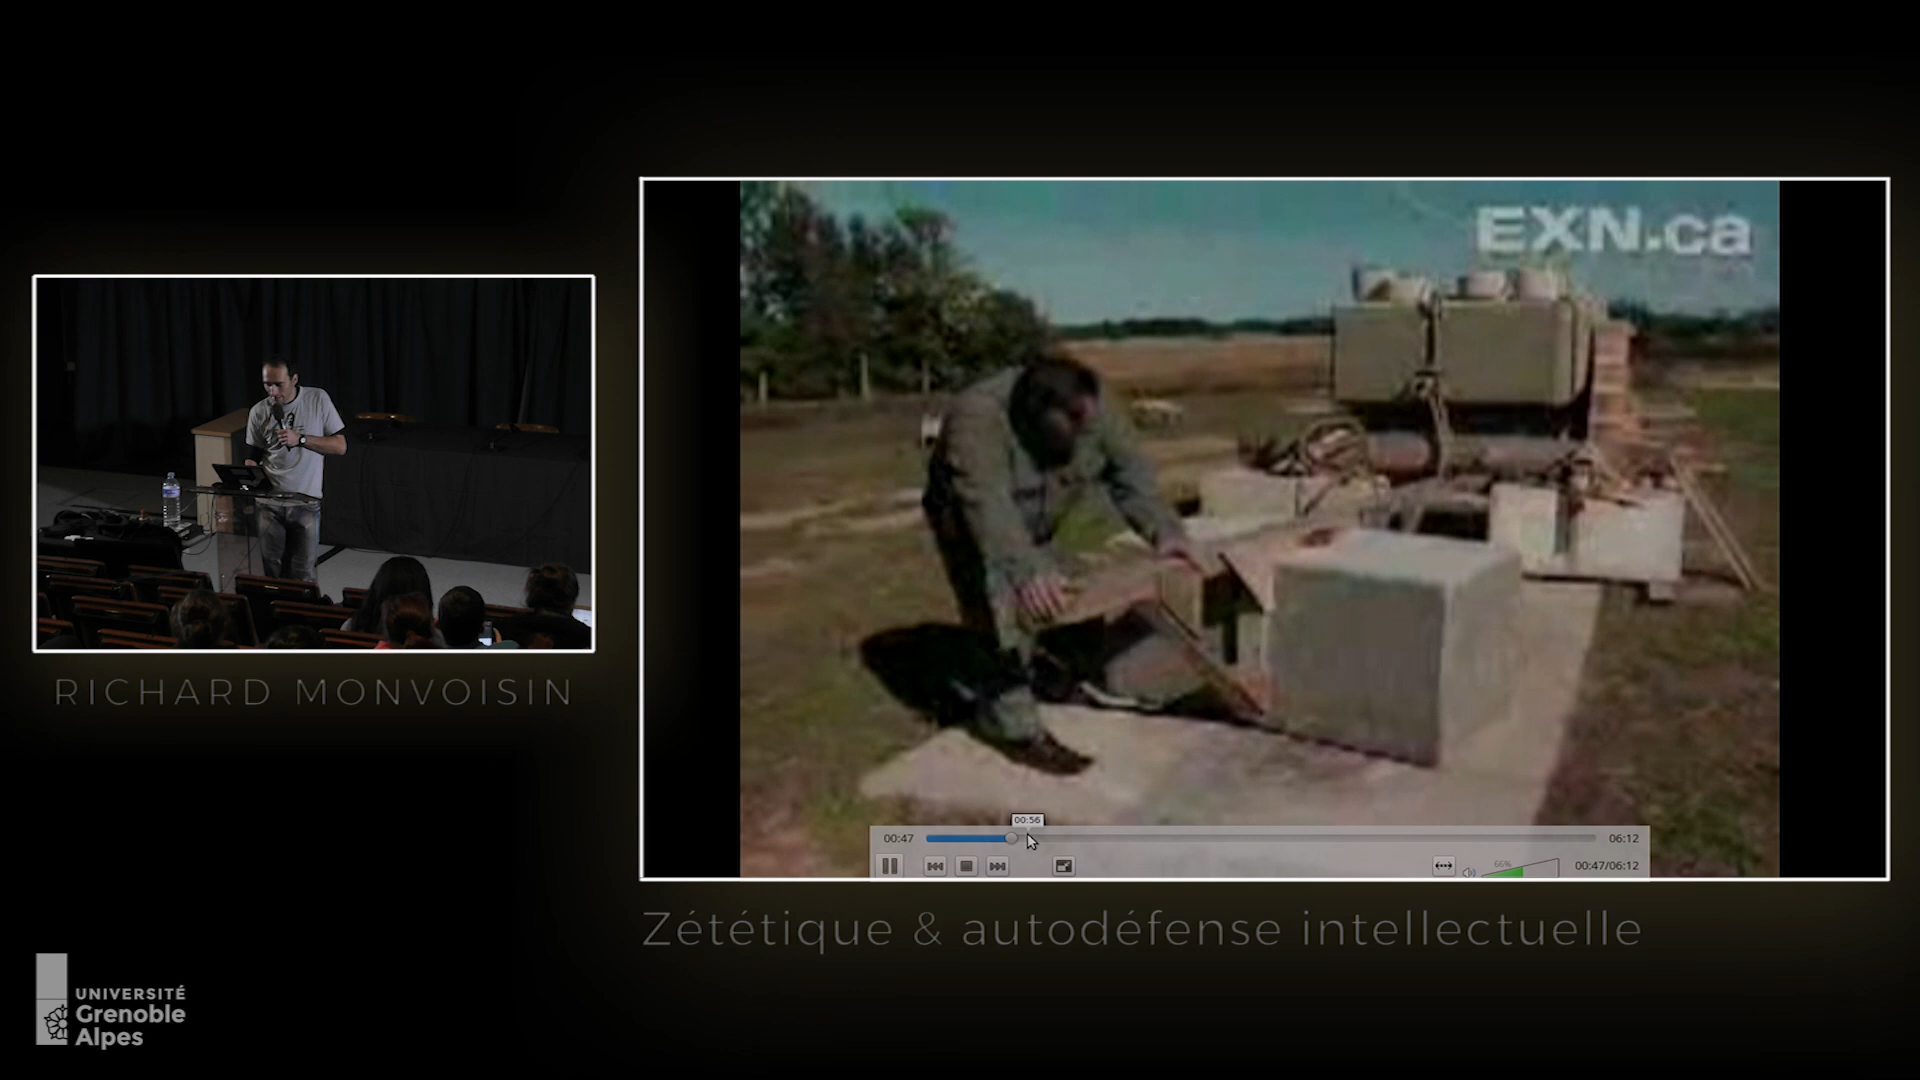 EXN.ca
RICHARD MONVOISIN
00:56
00:47
06:12
66%
00:47/06:12
Zététique & autodéfense intellectuelle
UNIVERSITÉ
Grenoble
Alpes